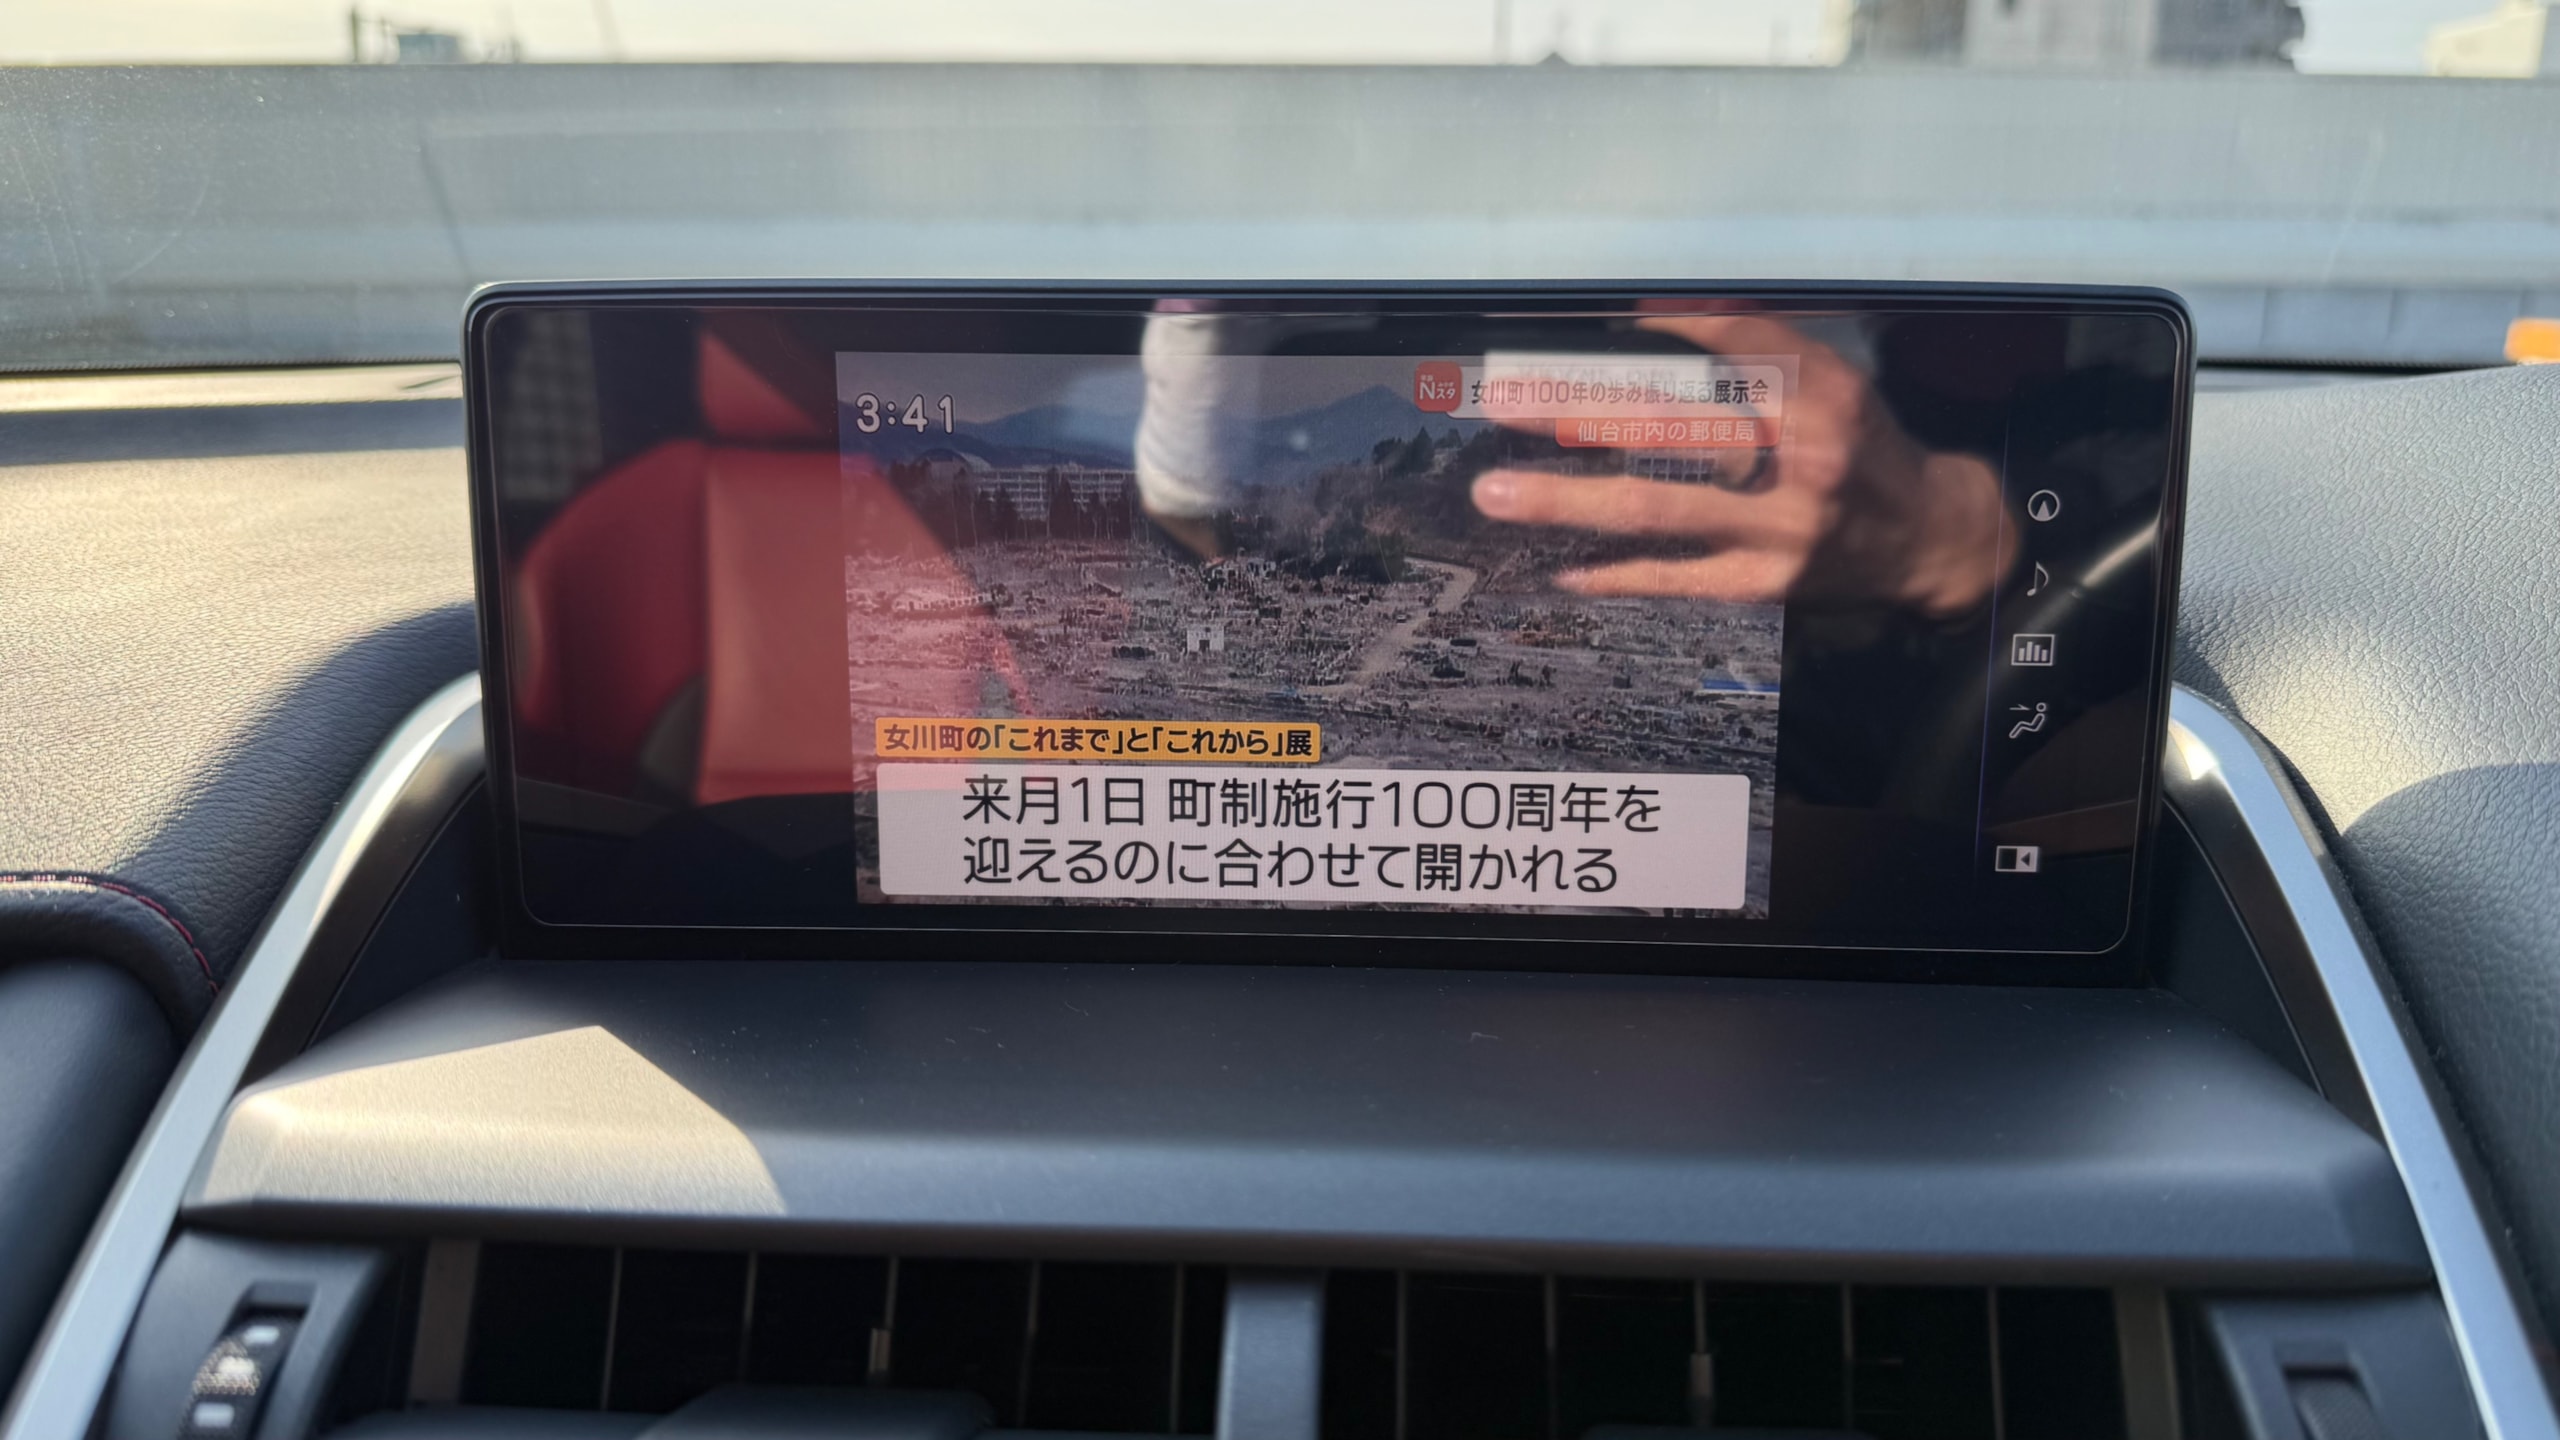 3:41
Nスタ
女川町100年の歩み振り返る展示会
仙台市内の郵便局
女川町の「これまで」と「これから」展
来月1日 町制施行100周年を
迎えるのに合わせて開かれる